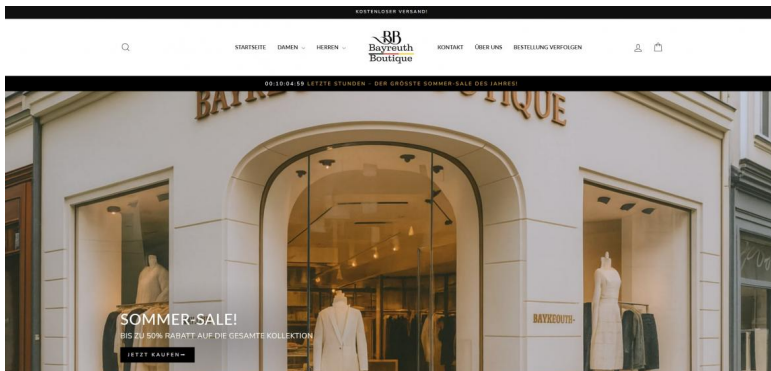 KOSTENLOSER VERSAND!
STARTSEITE DAMEN HERREN
BB
Bayreuth
Boutique
KONTAKT ÜBER UNS BESTELLUNG VERFOLGEN
00:10:04:59 LETZTE STUNDEN – DER GRÖSSTE SOMMER-SALE DES JAHRES!
SOMMER-SALE!
BIS ZU 50% RABATT AUF DIE GESAMTE KOLLEKTION
JETZT KAUFEN➞
BAYKEOUTH-